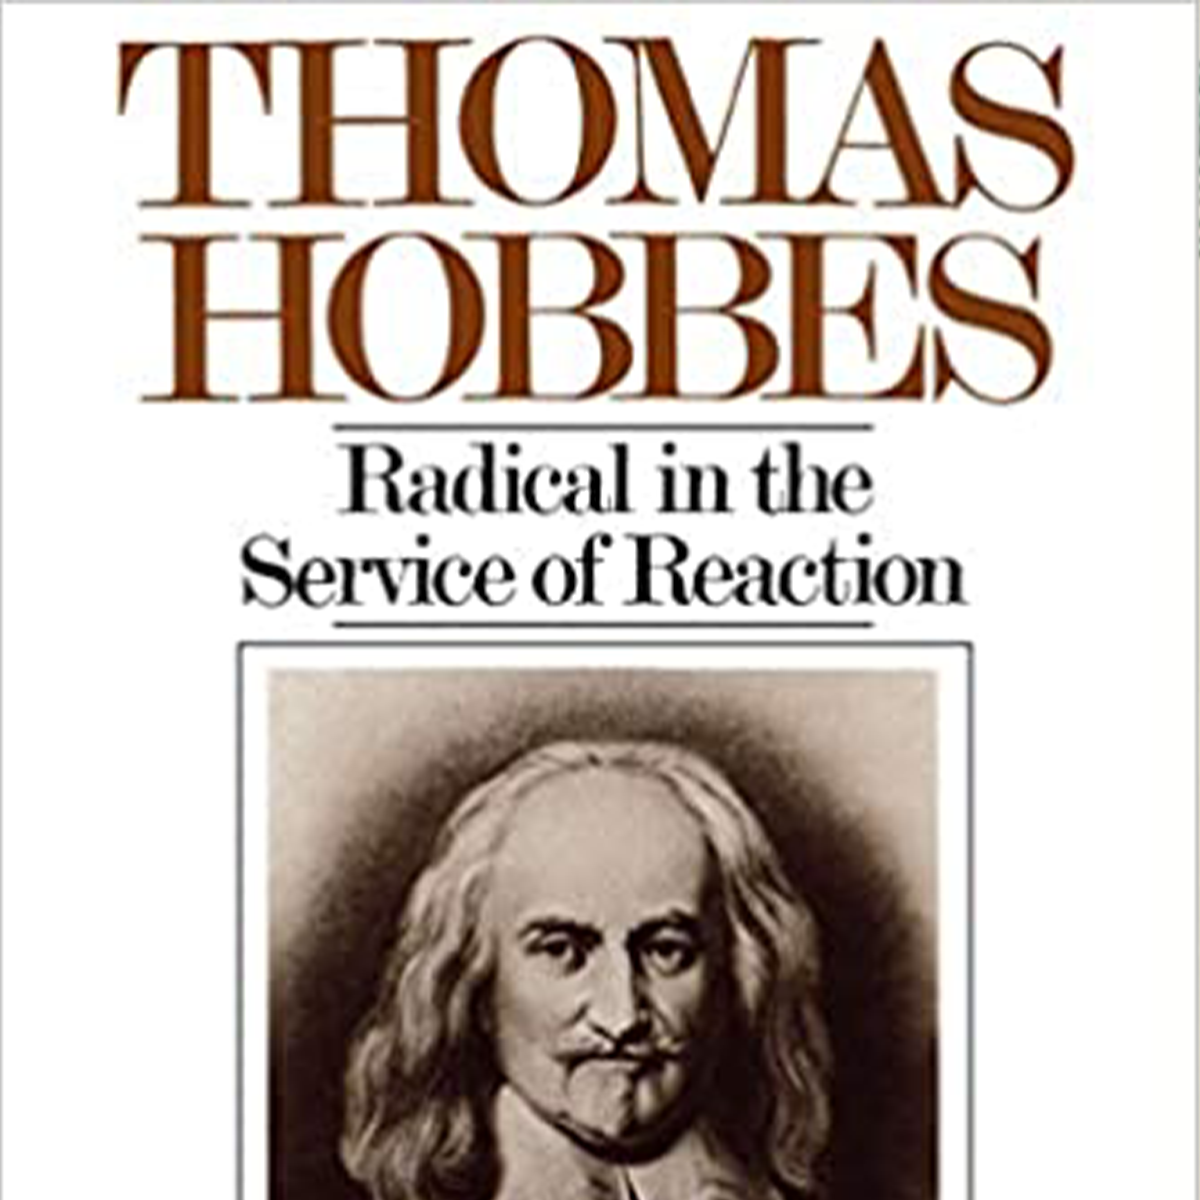 THOMAS
HOBBES
Radical in the
Service of Reaction